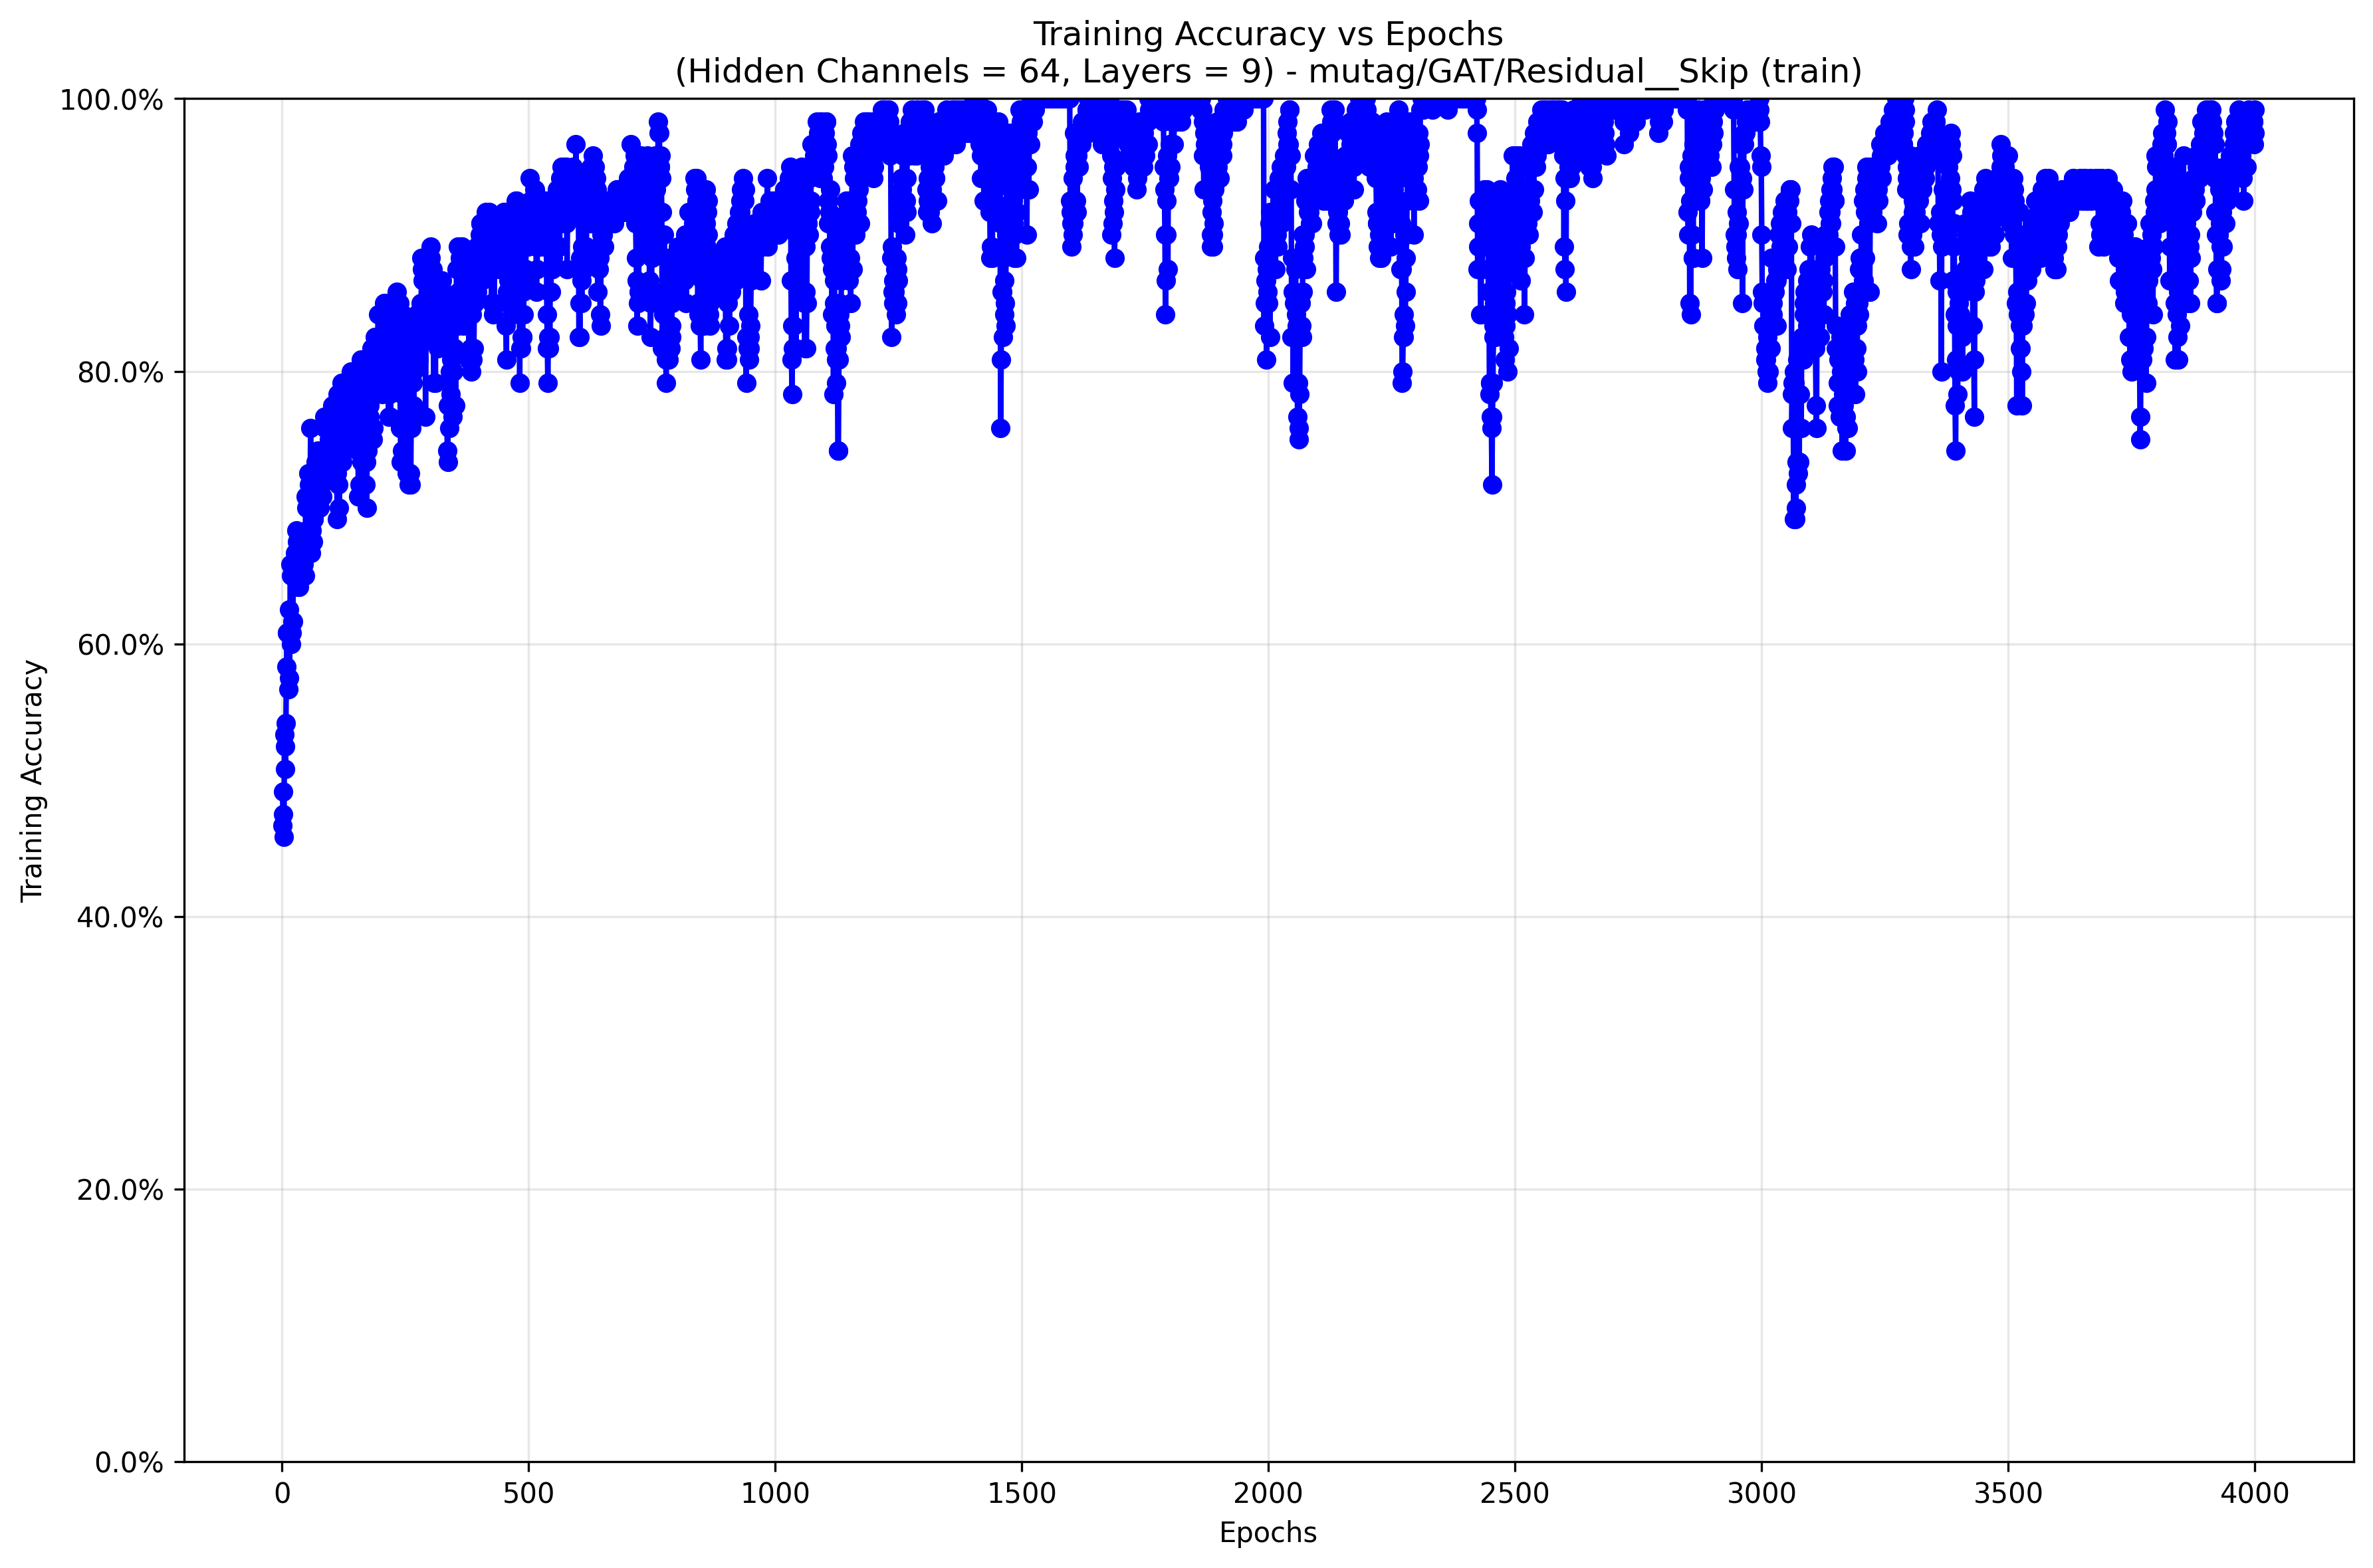 Training Accuracy vs Epochs
(Hidden Channels = 64, Layers = 9) - mutag/GAT/Residual__Skip (train)
100.0%
80.0%
60.0%
40.0%
20.0%
0.0%
Training Accuracy
0 500 1000 1500 2000 2500 3000 3500 4000
Epochs